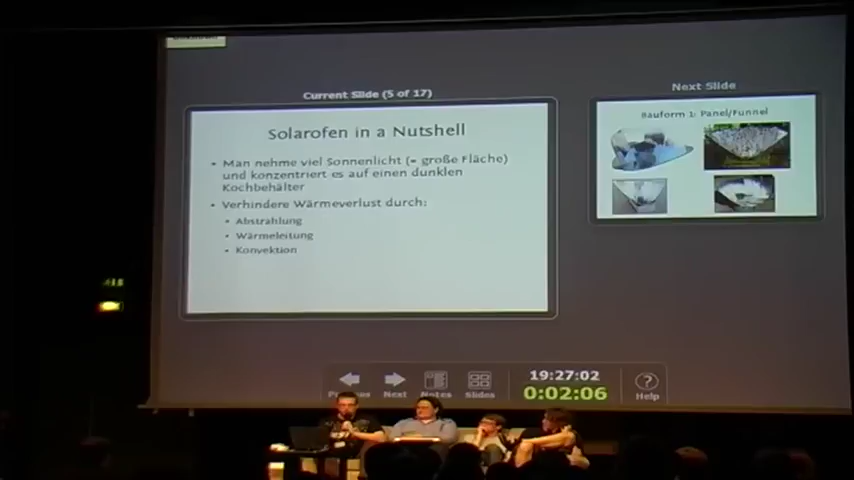 Current Slide (5 of 17)
Solarofen in a Nutshell
• Man nehme viel Sonnenlicht (= große Fläche)
und konzentriert es auf einen dunklen
Kochbehälter
• Verhindere Wärmeverlust durch:
• Abstrahlung
• Wärmeleitung
• Konvektion
Next Slide
Bauform 1: Panel/Funnel
Next
Notes
Slides
19:27:02
0:02:06
?
Help